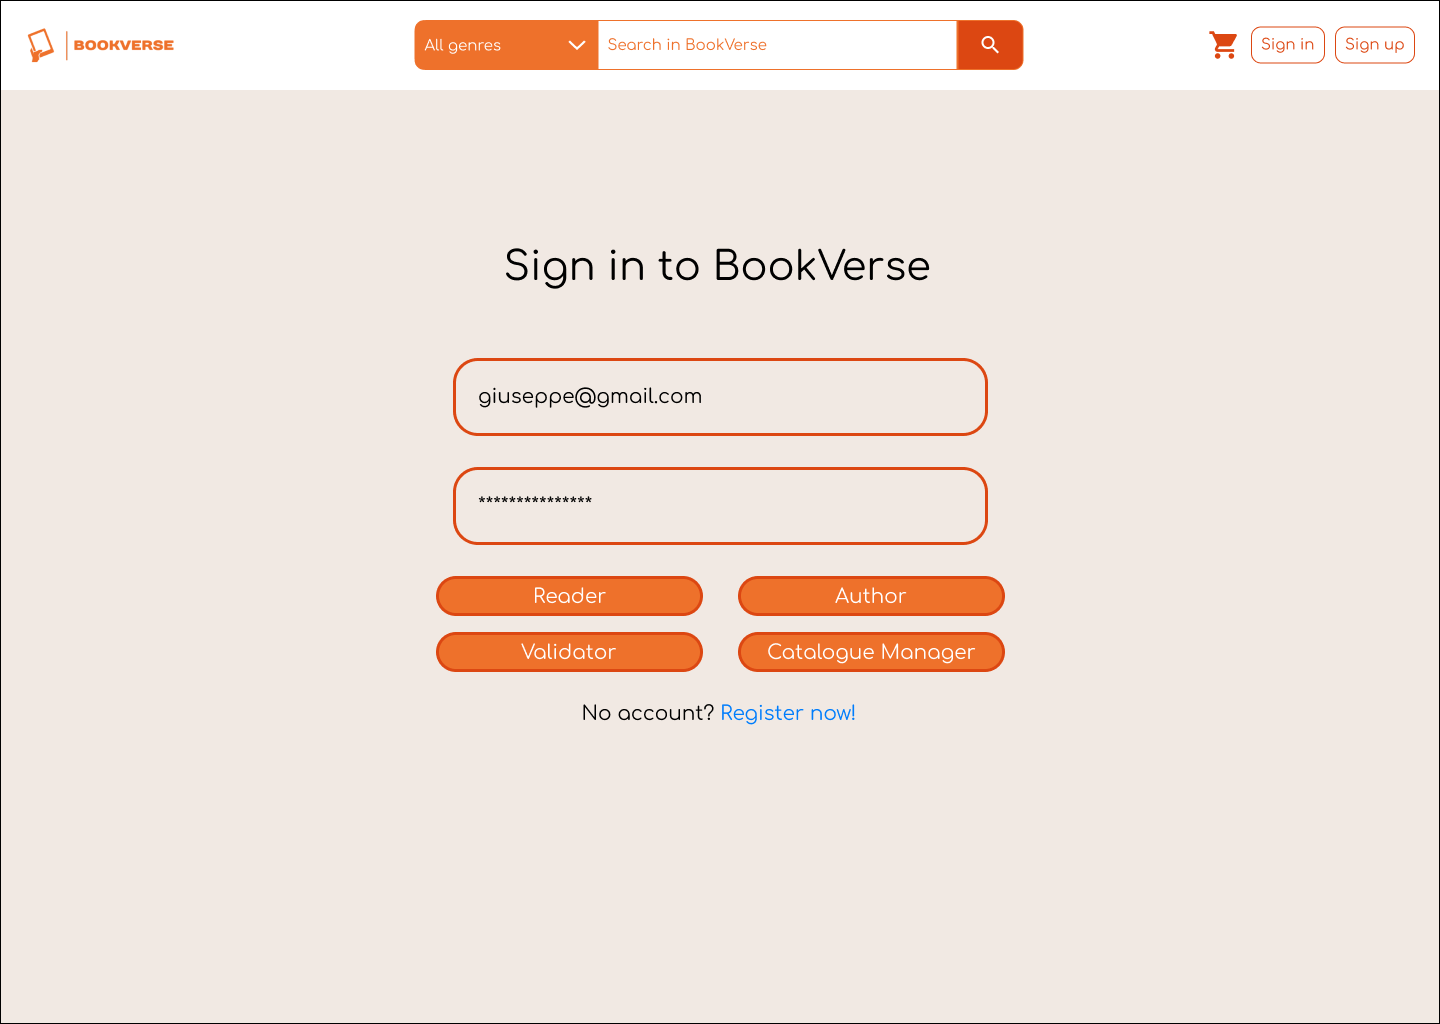 BOOKVERSE
All genres
Search in BookVerse
Sign in
Sign up
Sign in to BookVerse
giuseppe@gmail.com
***************
Reader
Author
Validator
Catalogue Manager
No account? Register now!